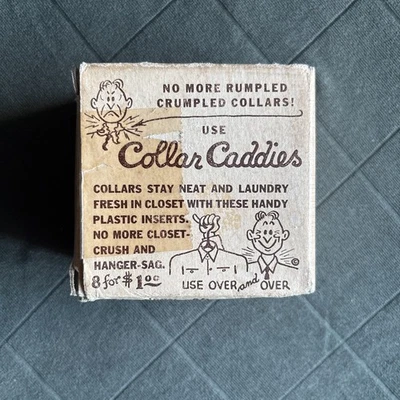 NO MORE RUMPLED
CRUMPLED COLLARS!
USE
Collar Caddies
COLLARS STAY NEAT AND LAUNDRY
FRESH IN CLOSET WITH THESE HANDY
PLASTIC INSERTS.
NO MORE CLOSET-
CRUSH AND
HANGER-SAG.
8 for $1.00
USE OVER and OVER
©